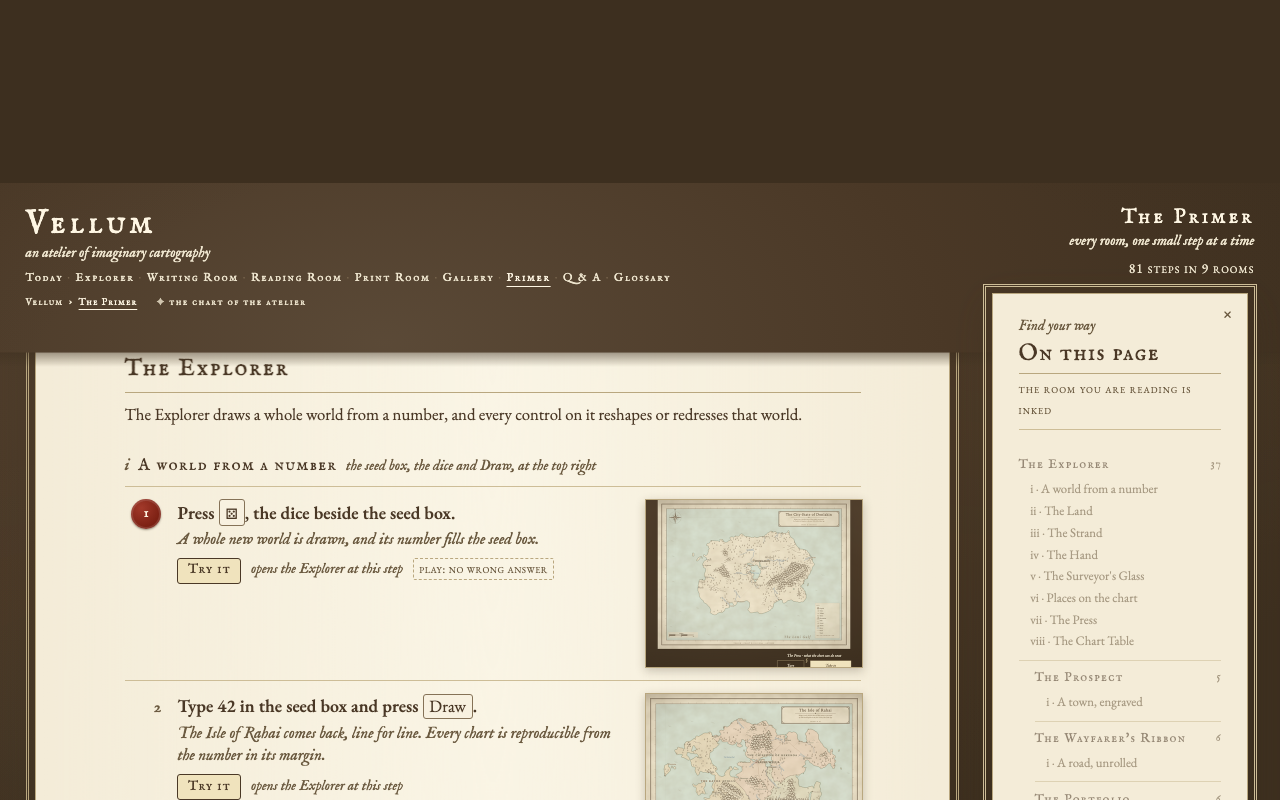 Vellum
an atelier of imaginary cartography
Today · Explorer · Writing Room · Reading Room · Print Room · Gallery · Primer · Q & A · Glossary
Vellum › The Primer ✦ the chart of the atelier
The Primer
every room, one small step at a time
81 steps in 9 rooms
The Explorer
The Explorer draws a whole world from a number, and every control on it reshapes or redresses that world.
i A world from a number the seed box, the dice and Draw, at the top right
1 Press ⚄, the dice beside the seed box.
A whole new world is drawn, and its number fills the seed box.
Try it opens the Explorer at this step play: no wrong answer
2 Type 42 in the seed box and press Draw.
The Isle of Rahai comes back, line for line. Every chart is reproducible from
the number in its margin.
Try it opens the Explorer at this step
The Isle of Rahai
×
Find your way
On this page
the room you are reading is
inked
The Explorer 37
i · A world from a number
ii · The Land
iii · The Strand
iv · The Hand
v · The Surveyor's Glass
vi · Places on the chart
vii · The Press
viii · The Chart Table
The Prospect 5
i · A town, engraved
The Wayfarer's Ribbon 6
i · A road, unrolled
The Portfolio 6